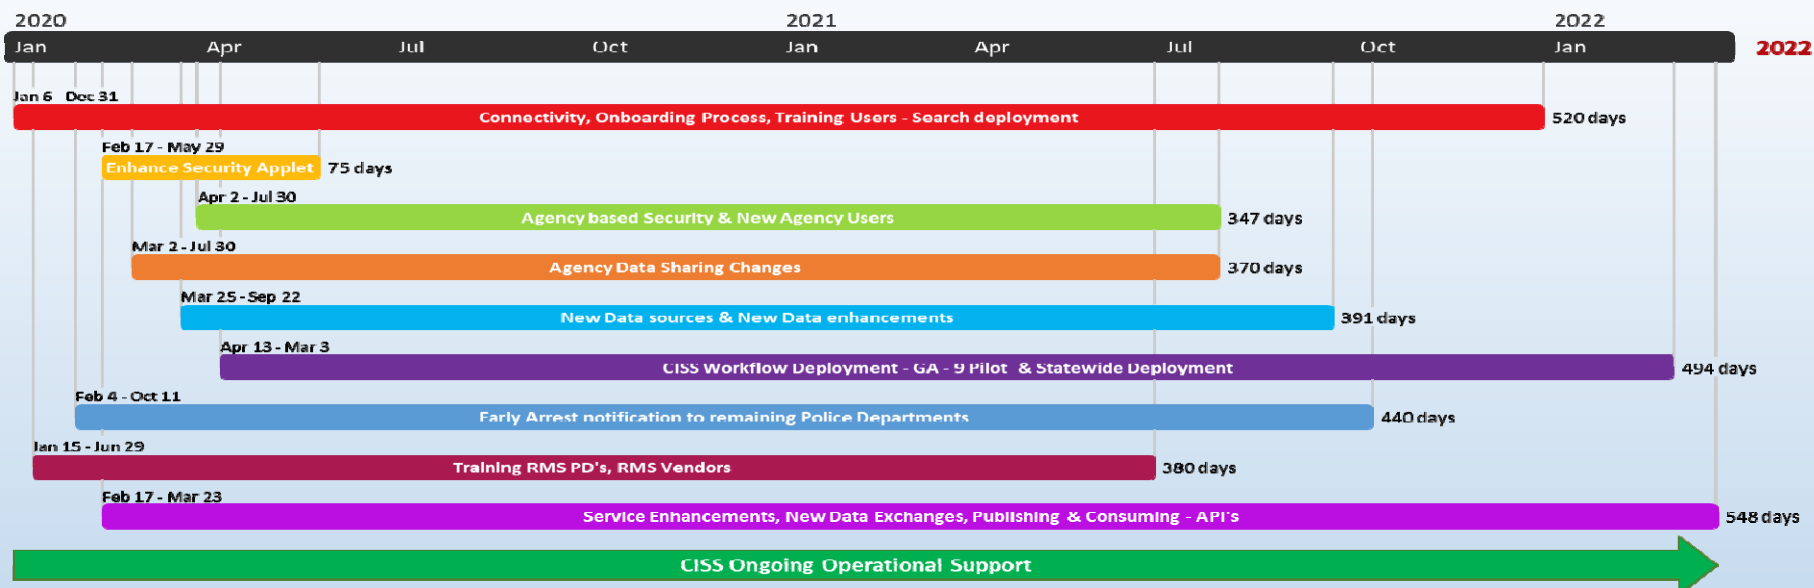 2020 2021 2022
Jan Apr Jul Oct Jan Apr Jul Oct Jan 2022
Jan 6 Dec 31
Connectivity, Onboarding Process, Training Users - Search deployment 520 days
Feb 17 - May 29
Enhance Security Applet 75 days
Apr 2 - Jul 30
Agency based Security & New Agency Users 347 days
Mar 2 - Jul 30
Agency Data Sharing Changes 370 days
Mar 25 - Sep 22
New Data sources & New Data enhancements 391 days
Apr 13 - Mar 3
CISS Workflow Deployment - GA - 9 Pilot & Statewide Deployment 494 days
Feb 4 - Oct 11
Early Arrest notification to remaining Police Departments 440 days
Jan 15 - Jun 29
Training RMS PD's, RMS Vendors 380 days
Feb 17 - Mar 23
Service Enhancements, New Data Exchanges, Publishing & Consuming - API's 548 days
CISS Ongoing Operational Support